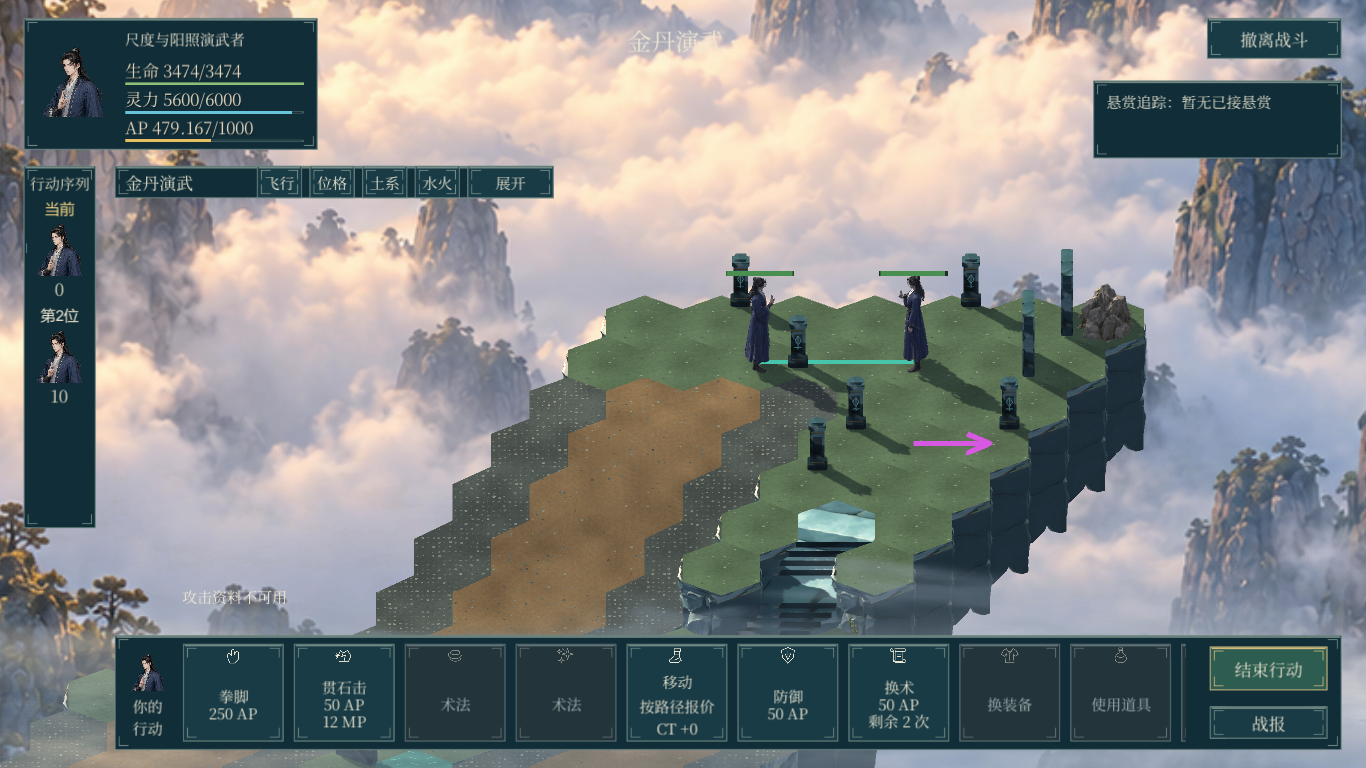 尺度与阳照演武者
生命 3474/3474
灵力 5600/6000
AP 479.167/1000
金丹演武
撤离战斗
悬赏追踪：暂无已接悬赏
行动序列
当前
0
第2位
10
金丹演武
飞行
位格
土系
水火
展开
攻击资料不可用
你的
行动
拳脚
250 AP
贯石击
50 AP
12 MP
术法
术法
移动
按路径报价
CT +0
防御
50 AP
换术
50 AP
剩余 2 次
换装备
使用道具
结束行动
战报